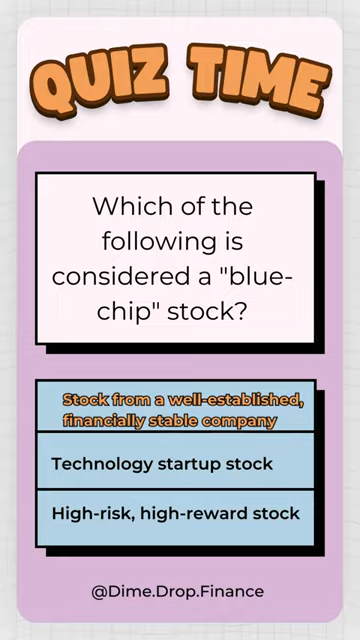 QUIZ TIME
Which of the
following is
considered a "blue-
chip" stock?
Stock from a well-established,
financially stable company
Technology startup stock
High-risk, high-reward stock
@Dime.Drop.Finance